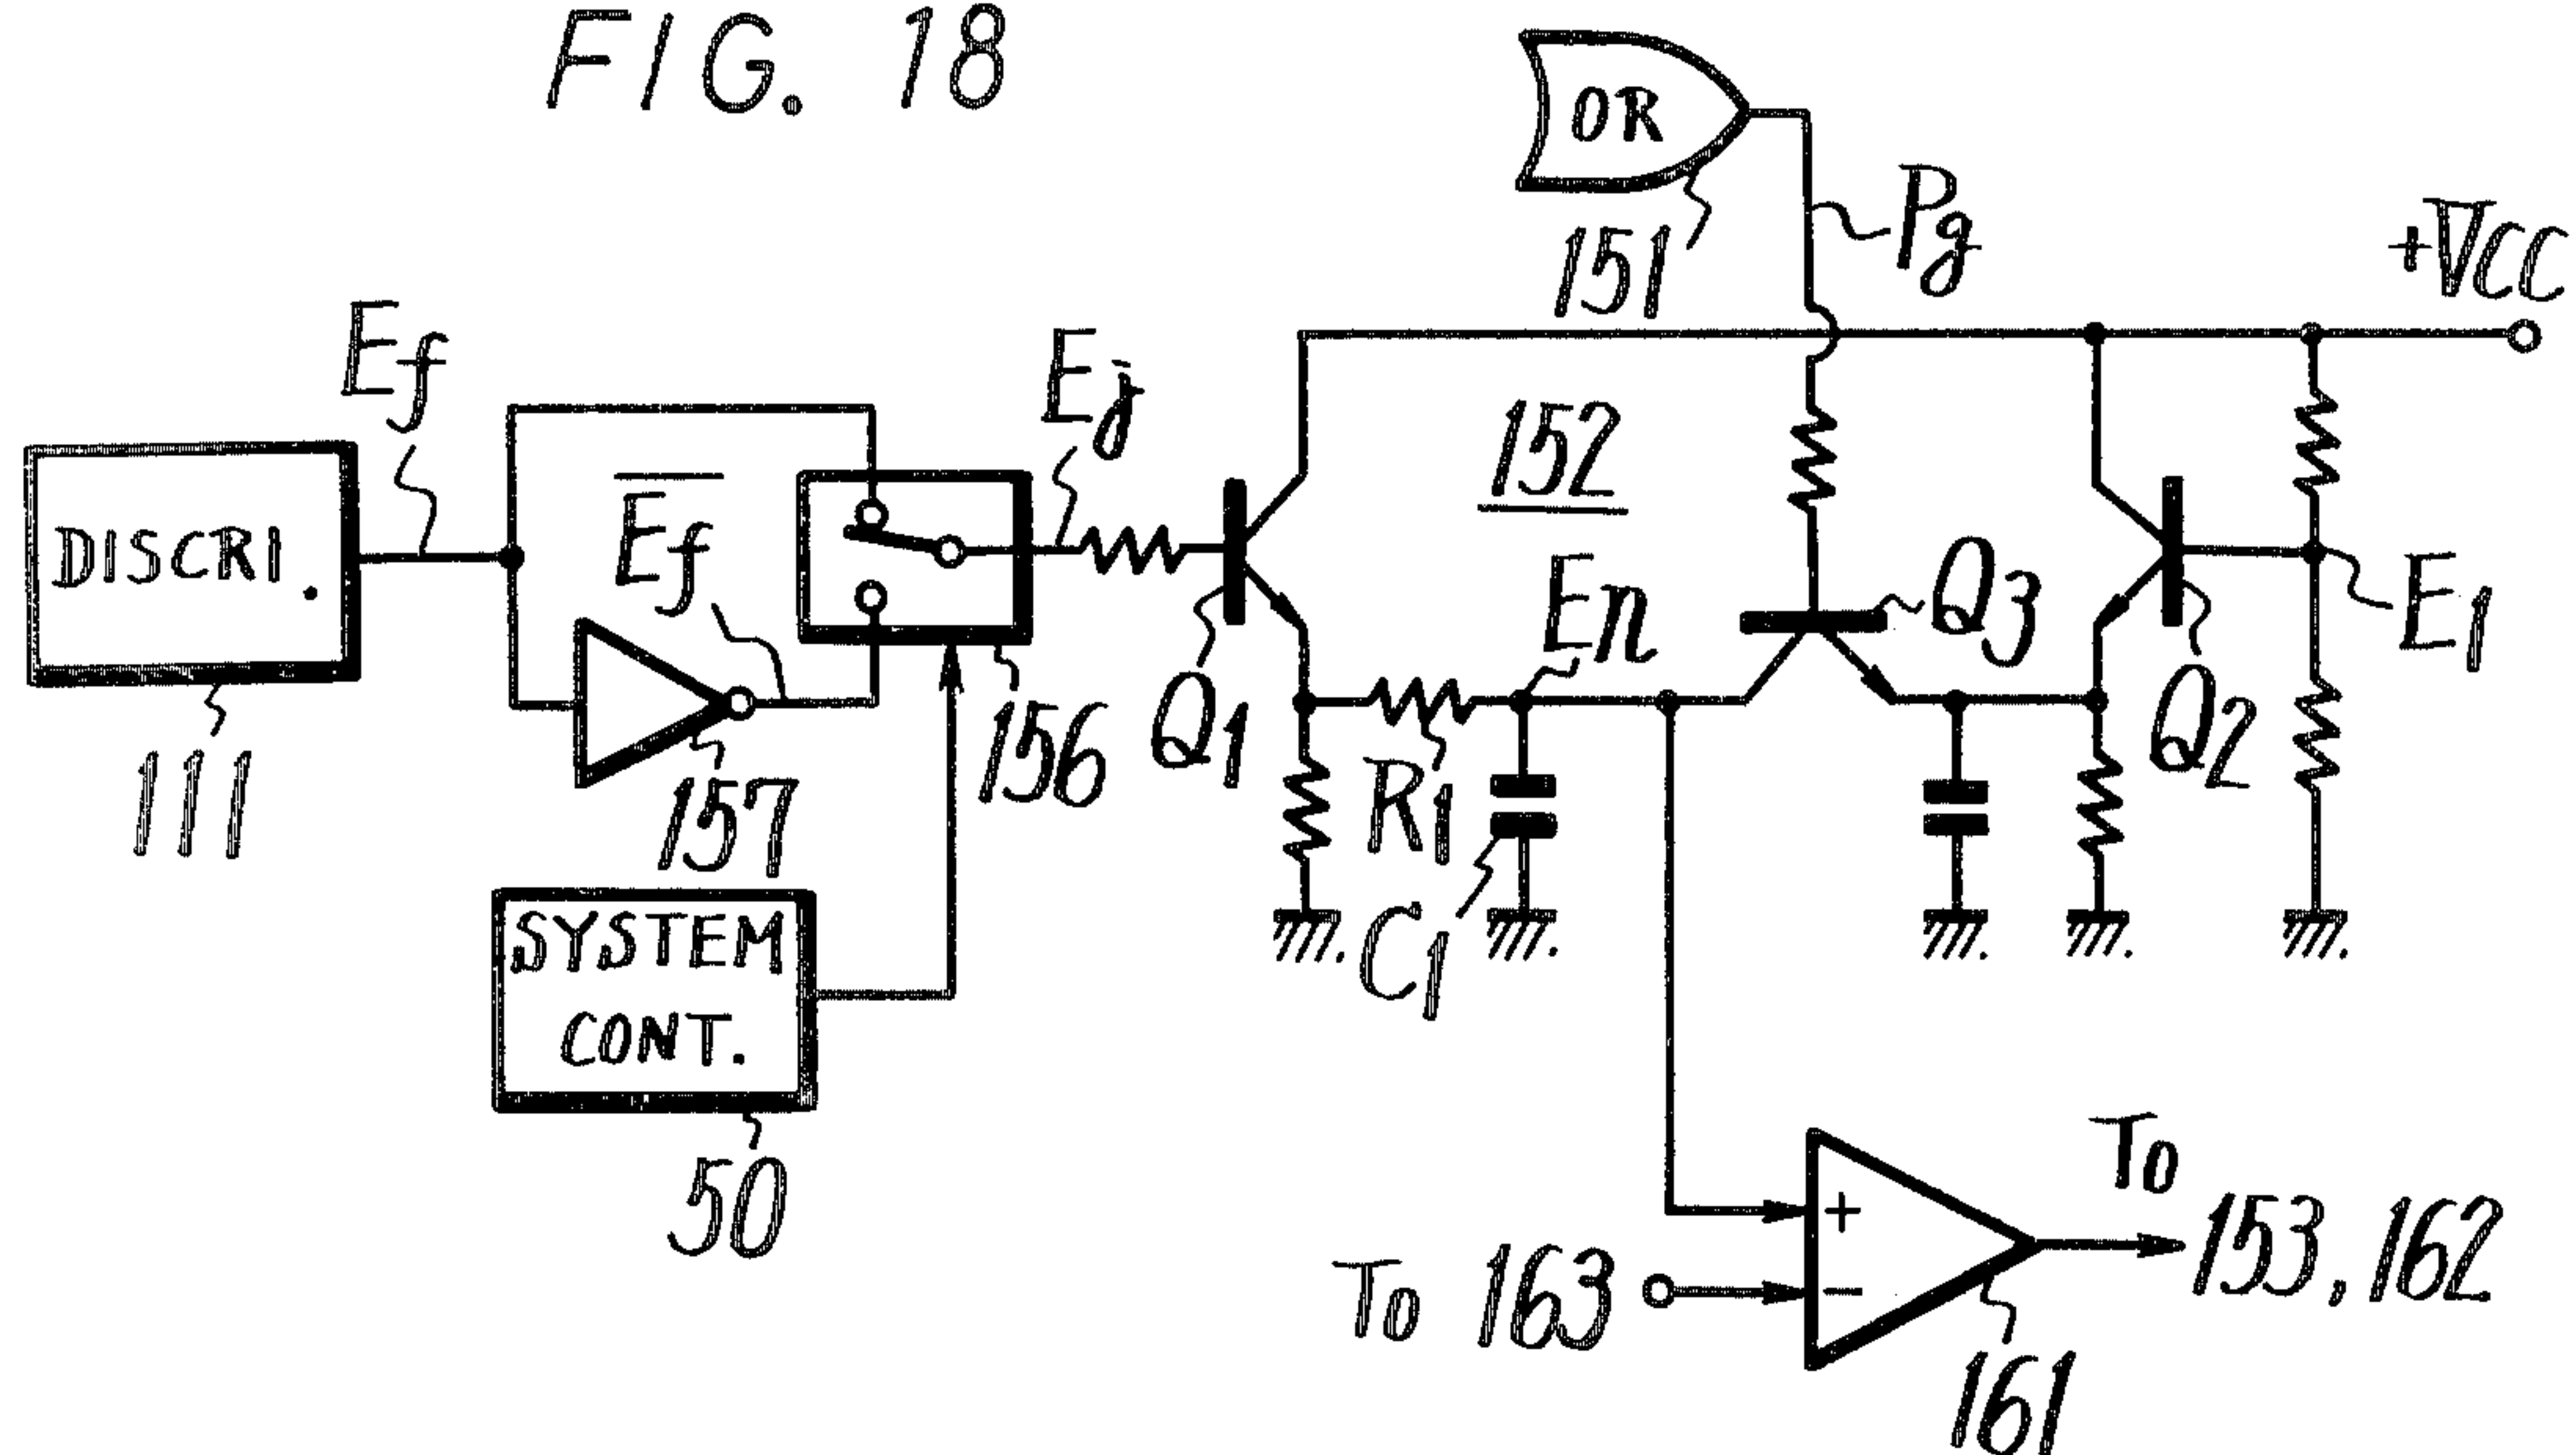 FIG. 18
OR
151
Pg
+VCC
Ef
Ej
152
DISCRI.
Ef
En
Q3
E1
111
157
156
Q1
R1
C1
Q2
SYSTEM
CONT.
50
+
−
To 163
To
153, 162
161